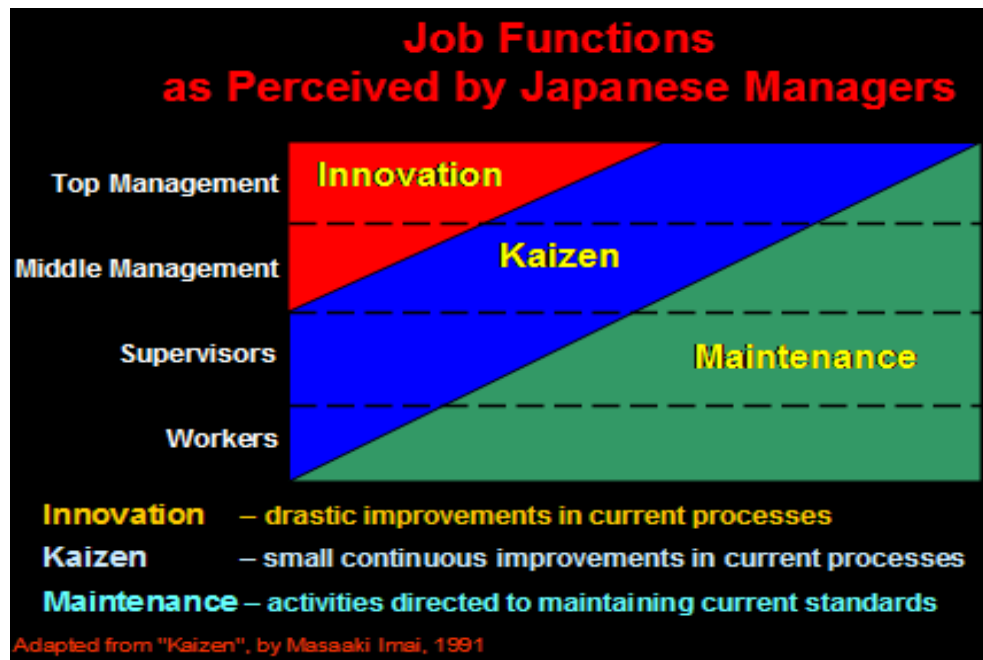 Job Functions
as Perceived by Japanese Managers
Top Management
Innovation
Middle Management
Kaizen
Supervisors
Maintenance
Workers
Innovation – drastic improvements in current processes
Kaizen – small continuous improvements in current processes
Maintenance – activities directed to maintaining current standards
Adapted from "Kaizen", by Masaaki Imai, 1991